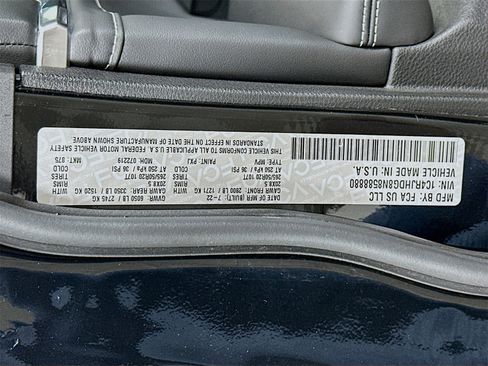 MFD BY: FCA US LLC
VIN:
VEHICLE MADE IN: U.S.A.
DATE OF MFR (BUILT): 7-22 GVWR: 6050 LB / 2745 KG
GAWR FRONT: 2800 LB / 1271 KG GAWR REAR: 3350 LB / 1520 KG
20X8.5 RIMS 20X8.5 RIMS
265/50R20 107T TIRES 265/50R20 107T TIRES
AT 250 kPa/ 36 PSI COLD AT 250 kPa/ 36 PSI COLD
TYPE: MPV PAINT: PXJ MDH: 072219 MKT: 875
THIS VEHICLE CONFORMS TO ALL APPLICABLE U.S.A. FEDERAL MOTOR VEHICLE SAFETY
STANDARDS IN EFFECT ON THE DATE OF MANUFACTURE SHOWN ABOVE